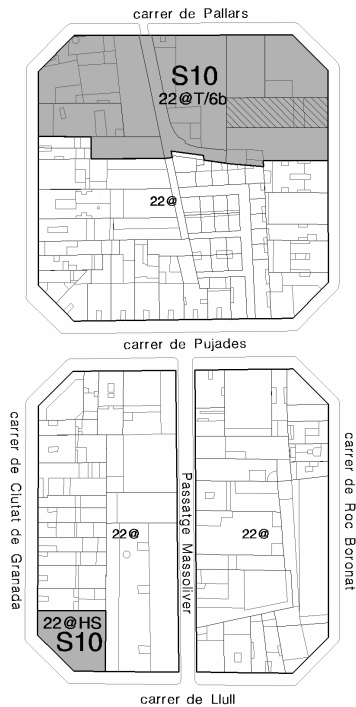 carrer de Pallars
S10
22@T/6b
22@
carrer de Pujades
carrer de Ciutat de Granada
Passatge Massoliver
carrer de Roc Boronat
22@
22@
22@HS
S10
carrer de Llull